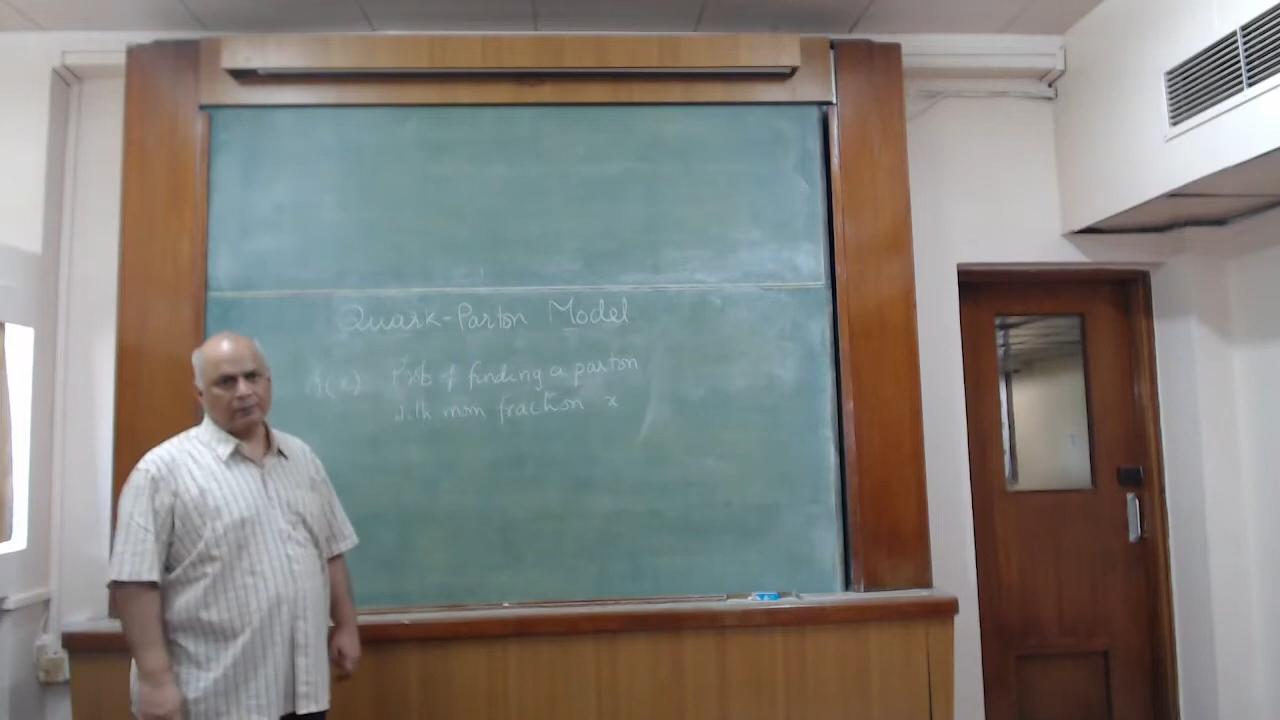 Quark-Parton Model
(x) Prob of finding a parton
with mom fraction x